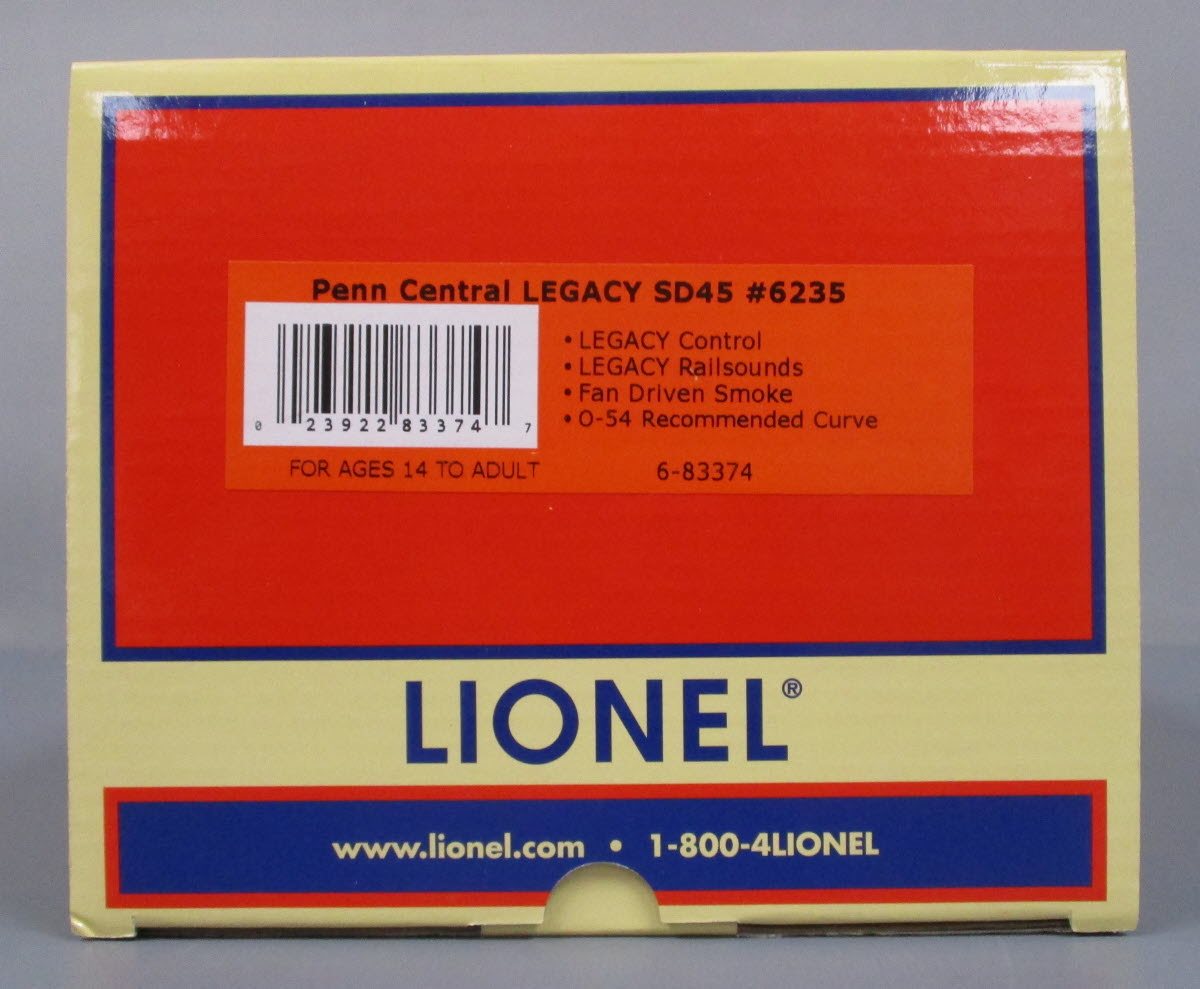 Penn Central LEGACY SD45 #6235
• LEGACY Control
• LEGACY Railsounds
• Fan Driven Smoke
• O-54 Recommended Curve
0 23922 83374 7
FOR AGES 14 TO ADULT 6-83374
LIONEL®
www.lionel.com • 1-800-4LIONEL